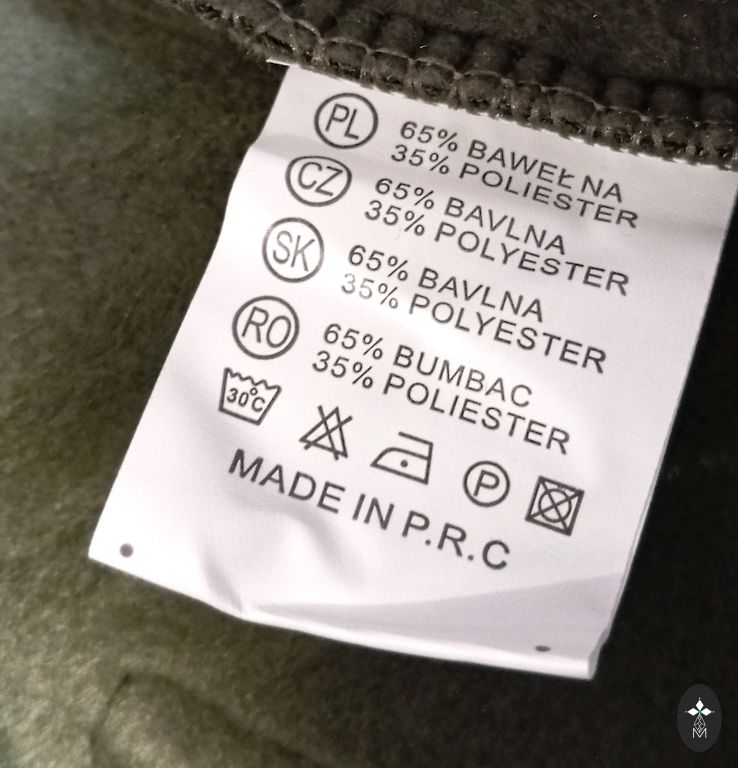 PL 65% BAWEŁNA
35% POLIESTER
CZ 65% BAVLNA
35% POLYESTER
SK 65% BAVLNA
35% POLYESTER
RO 65% BUMBAC
35% POLIESTER
30°C P
MADE IN P.R.C
M